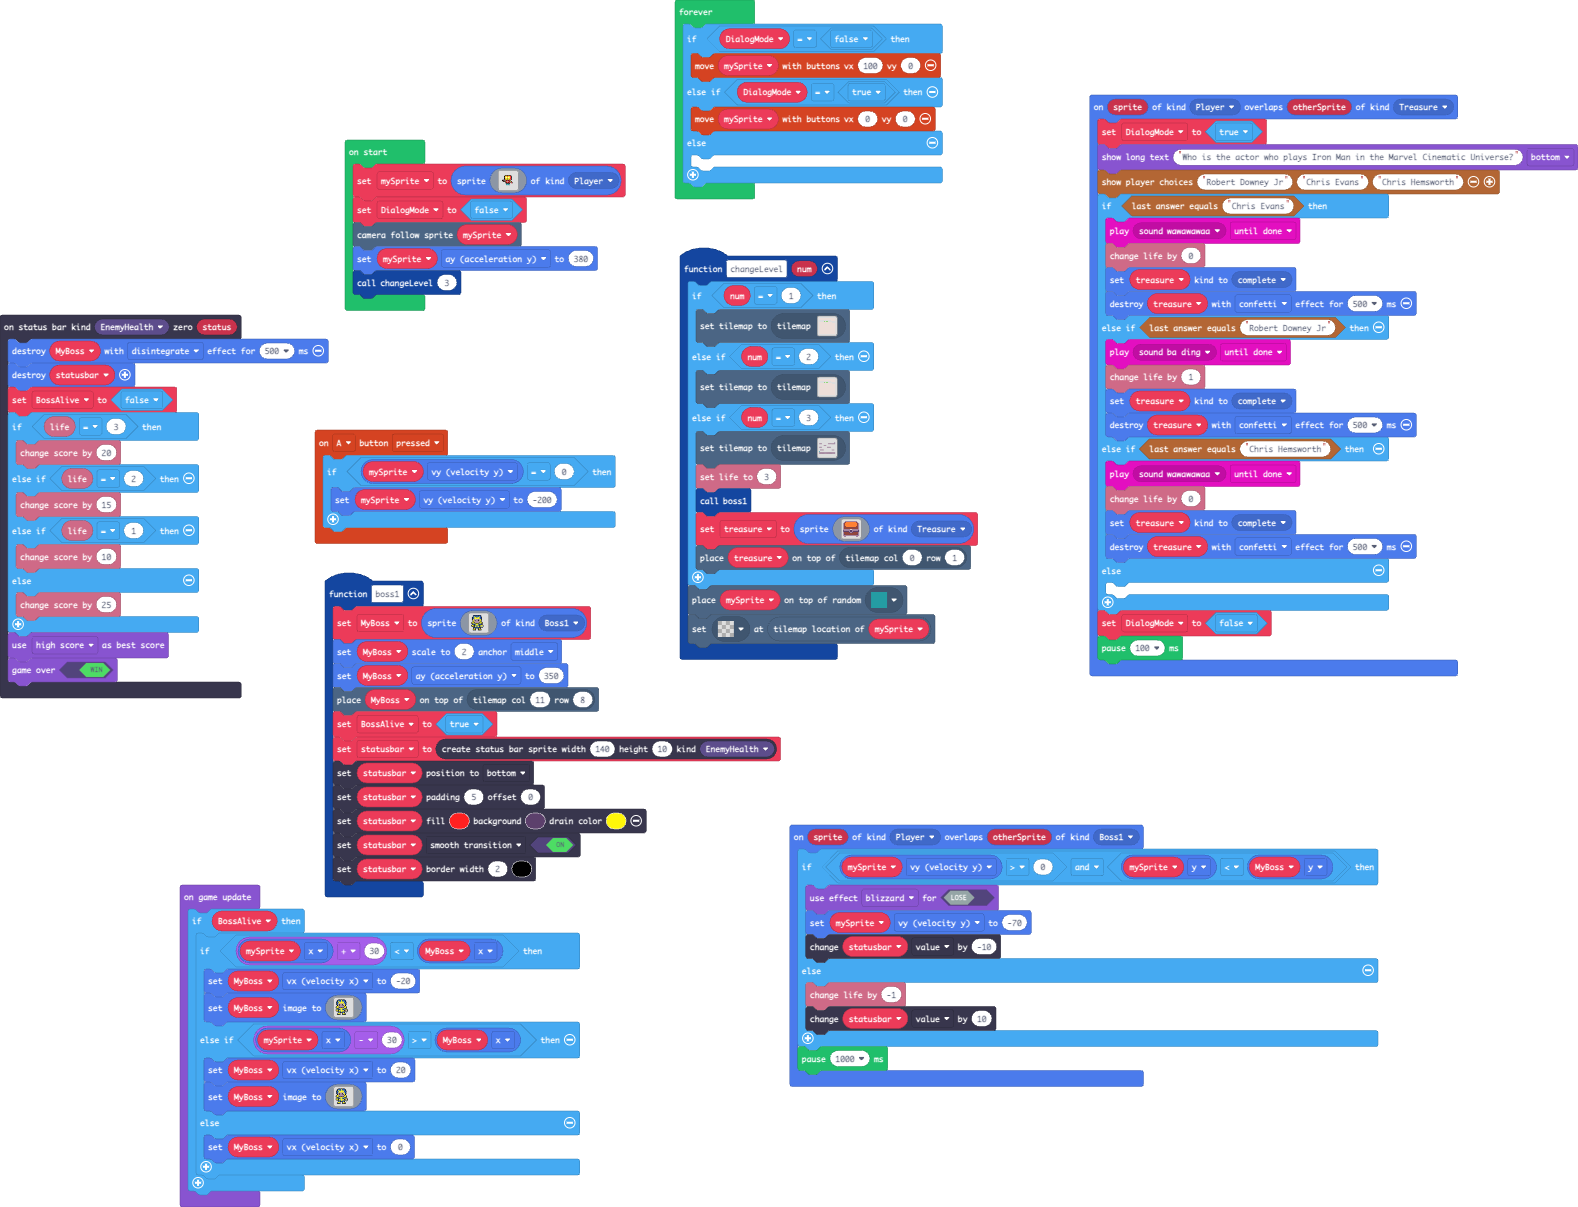 forever
if DialogMode = false then
move mySprite with buttons vx 100 vy 0
else if DialogMode = true then
move mySprite with buttons vx 0 vy 0
else
on start
set mySprite to sprite of kind Player
set DialogMode to false
camera follow sprite mySprite
set mySprite ay (acceleration y) to 380
call changeLevel 3
on status bar kind EnemyHealth zero status
destroy MyBoss with disintegrate effect for 500 ms
destroy statusbar
set BossAlive to false
if life = 3 then
change score by 20
else if life = 2 then
change score by 15
else if life = 1 then
change score by 10
else
change score by 25
use high score as best score
game over WIN
on A button pressed
if mySprite vy (velocity y) = 0 then
set mySprite vy (velocity y) to -200
function boss1
set MyBoss to sprite of kind Boss1
set MyBoss scale to 2 anchor middle
set MyBoss ay (acceleration y) to 350
place MyBoss on top of tilemap col 11 row 8
set BossAlive to true
set statusbar to create status bar sprite width 140 height 10 kind EnemyHealth
set statusbar position to bottom
set statusbar padding 5 offset 0
set statusbar fill background drain color
set statusbar smooth transition ON
set statusbar border width 2
on game update
if BossAlive then
if mySprite x + 30 < MyBoss x then
set MyBoss vx (velocity x) to -20
set MyBoss image to
else if mySprite x - 30 > MyBoss x then
set MyBoss vx (velocity x) to 20
set MyBoss image to
else
set MyBoss vx (velocity x) to 0
function changeLevel num
if num = 1 then
set tilemap to tilemap
else if num = 2 then
set tilemap to tilemap
else if num = 3 then
set tilemap to tilemap
set life to 3
call boss1
set treasure to sprite of kind Treasure
place treasure on top of tilemap col 0 row 1
place mySprite on top of random
set at tilemap location of mySprite
on sprite of kind Player overlaps otherSprite of kind Treasure
set DialogMode to true
show long text "Who is the actor who plays Iron Man in the Marvel Cinematic Universe?" bottom
show player choices "Robert Downey Jr" "Chris Evans" "Chris Hemsworth"
if last answer equals "Chris Evans" then
play sound wawawawaa until done
change life by 0
set treasure kind to complete
destroy treasure with confetti effect for 500 ms
else if last answer equals "Robert Downey Jr" then
play sound ba ding until done
change life by 1
set treasure kind to complete
destroy treasure with confetti effect for 500 ms
else if last answer equals "Chris Hemsworth" then
play sound wawawawaa until done
change life by 0
set treasure kind to complete
destroy treasure with confetti effect for 500 ms
else
set DialogMode to false
pause 100 ms
on sprite of kind Player overlaps otherSprite of kind Boss1
if mySprite vy (velocity y) > 0 and mySprite y < MyBoss y then
use effect blizzard for LOSE
set mySprite vy (velocity y) to -70
change statusbar value by -10
else
change life by -1
change statusbar value by 10
pause 1000 ms